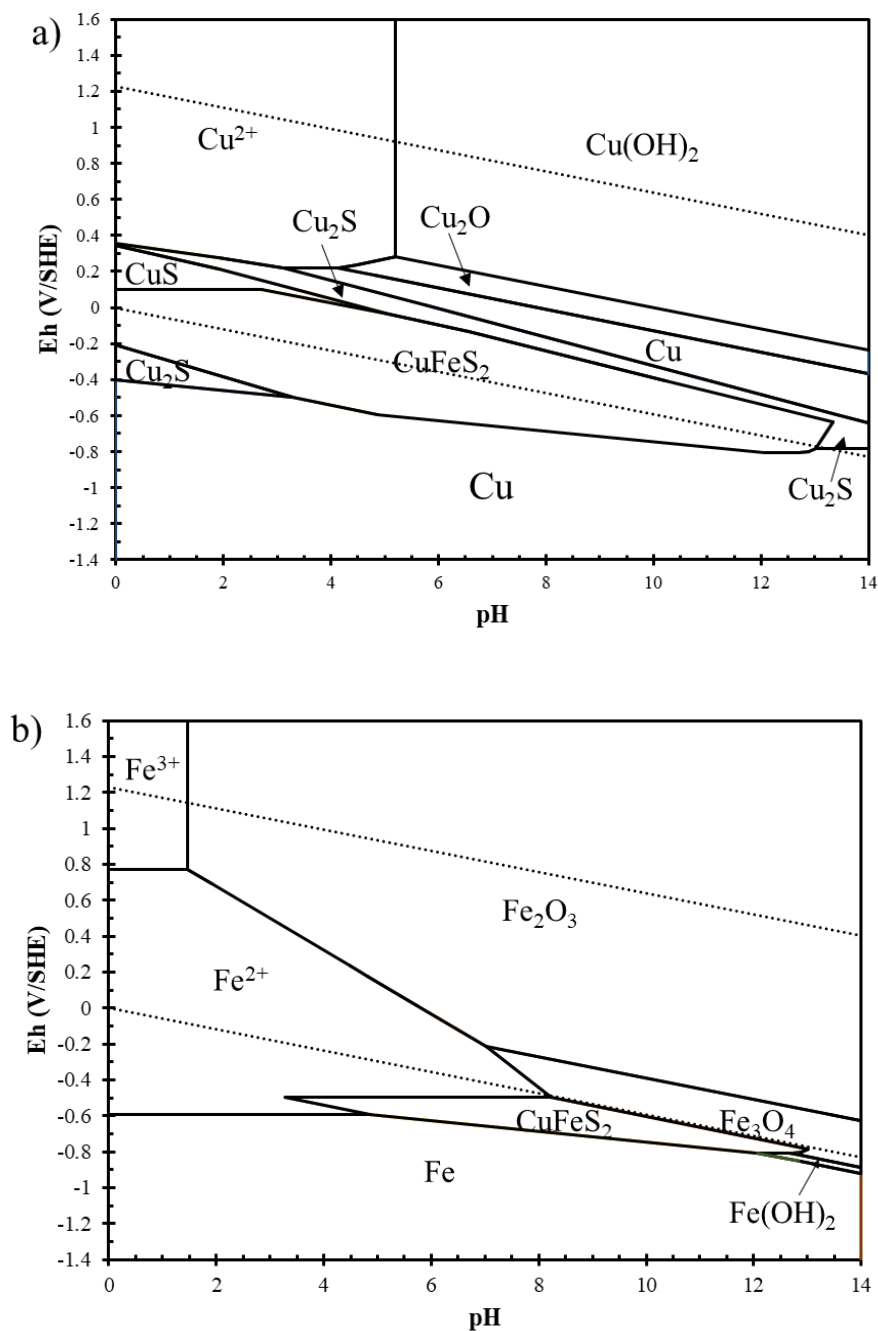 a)
1.6
1.4
1.2
1
0.8
0.6
0.4
0.2
0
-0.2
-0.4
-0.6
-0.8
-1
-1.2
-1.4
Eh (V/SHE)
Cu²⁺
Cu(OH)₂
Cu₂S
Cu₂O
CuS
Cu
CuFeS₂
Cu₂S
Cu₂S
Cu
0 2 4 6 8 10 12 14
pH
b)
1.6
1.4
1.2
1
0.8
0.6
0.4
0.2
0
-0.2
-0.4
-0.6
-0.8
-1
-1.2
-1.4
Eh (V/SHE)
Fe³⁺
Fe₂O₃
Fe²⁺
CuFeS₂
Fe₃O₄
Fe
Fe(OH)₂
0 2 4 6 8 10 12 14
pH